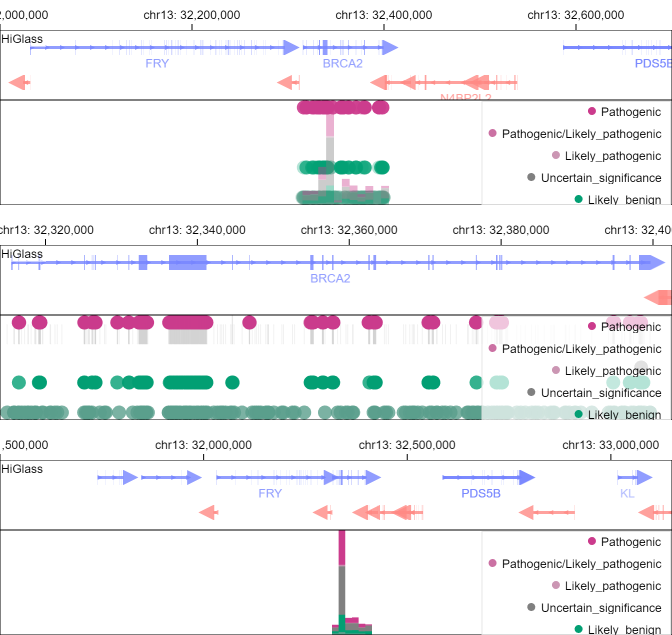 2,000,000 chr13: 32,200,000 chr13: 32,400,000 chr13: 32,600,000
HiGlass
FRY BRCA2 PDS5B
N4BP2L2
Pathogenic
Pathogenic/Likely_pathogenic
Likely_pathogenic
Uncertain_significance
Likely_benign
chr13: 32,320,000 chr13: 32,340,000 chr13: 32,360,000 chr13: 32,380,000 chr13: 32,40
HiGlass
BRCA2
Pathogenic
Pathogenic/Likely_pathogenic
Likely_pathogenic
Uncertain_significance
Likely_benign
,500,000 chr13: 32,000,000 chr13: 32,500,000 chr13: 33,000,000
HiGlass
FRY PDS5B KL
Pathogenic
Pathogenic/Likely_pathogenic
Likely_pathogenic
Uncertain_significance
Likely_benign